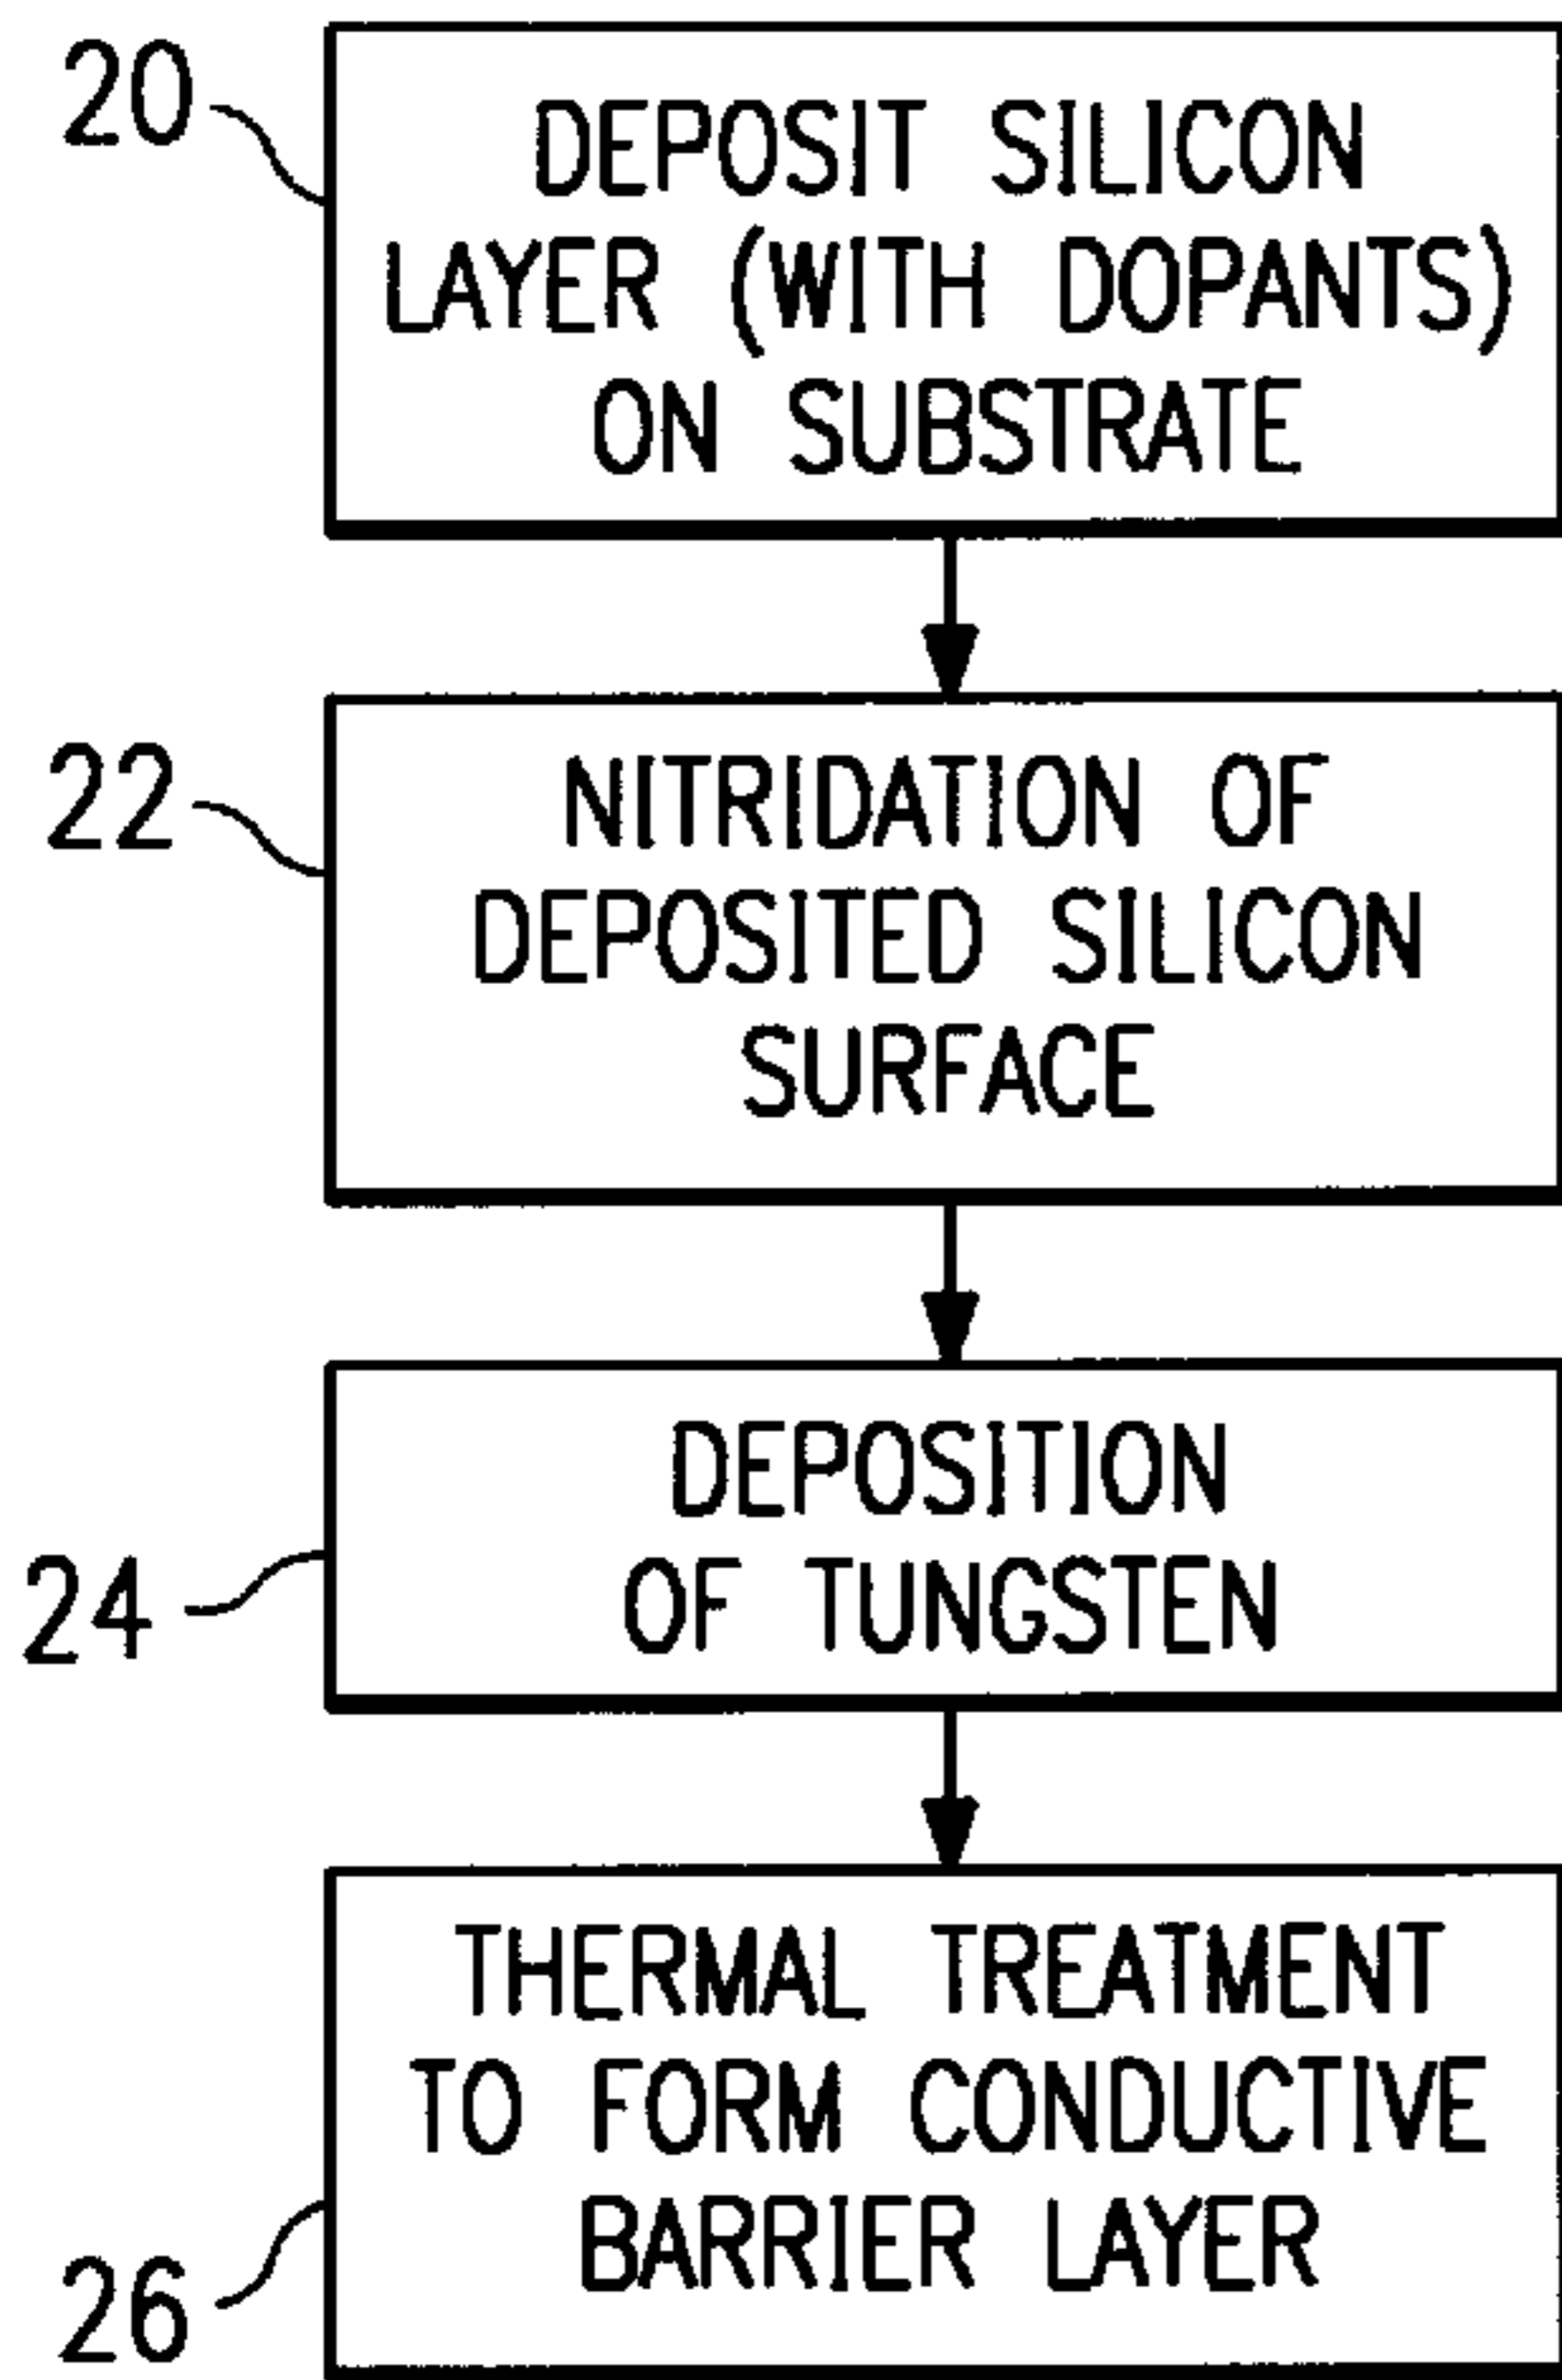 20
DEPOSIT SILICON
LAYER (WITH DOPANTS)
ON SUBSTRATE
22
NITRIDATION OF
DEPOSITED SILICON
SURFACE
24
DEPOSITION
OF TUNGSTEN
26
THERMAL TREATMENT
TO FORM CONDUCTIVE
BARRIER LAYER